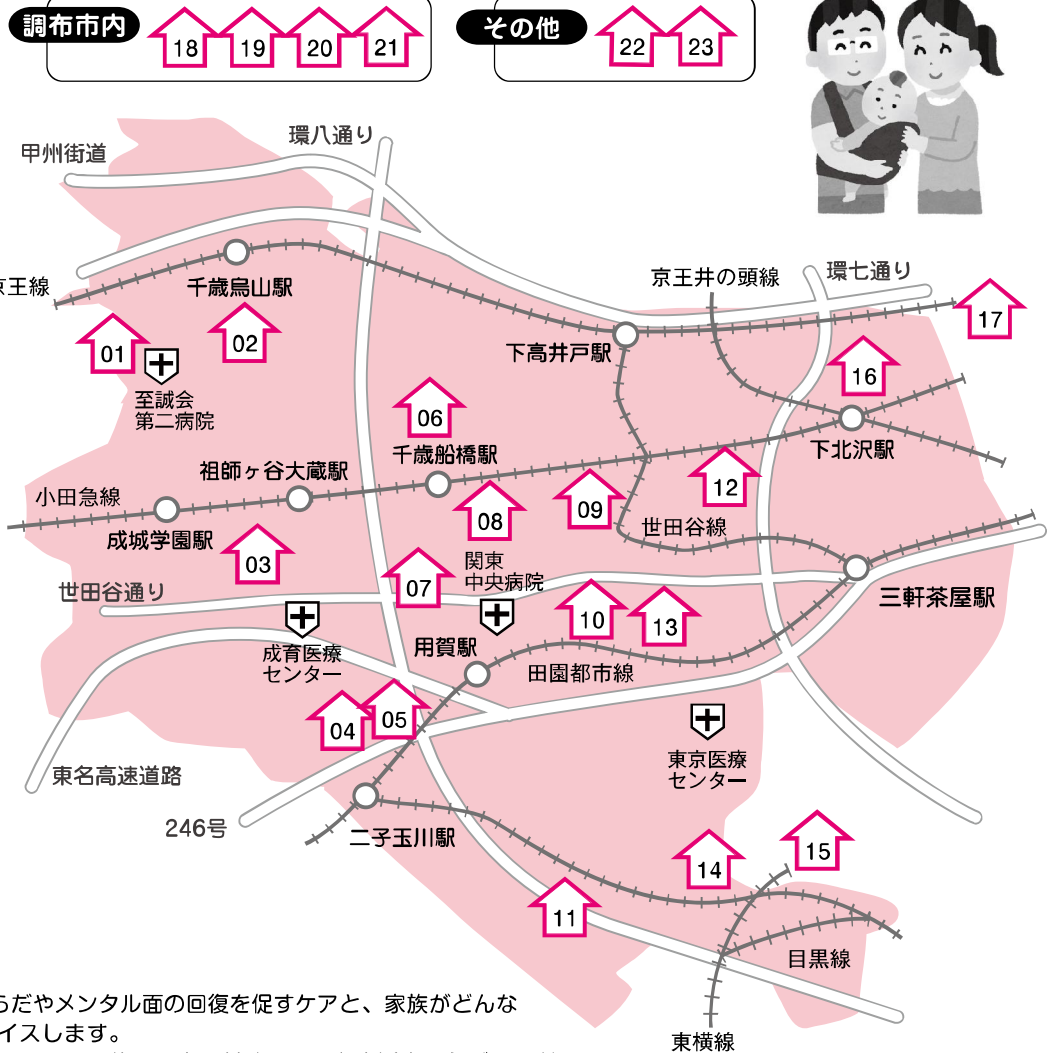 調布市内
18
19
20
21
その他
22
23
甲州街道
環八通り
京王線
千歳烏山駅
京王井の頭線
環七通り
17
01
02
下高井戸駅
16
至誠会
第二病院
06
下北沢駅
千歳船橋駅
祖師ヶ谷大蔵駅
12
小田急線
09
08
世田谷線
成城学園駅
03
関東
中央病院
07
世田谷通り
三軒茶屋駅
10
13
成育医療
センター
用賀駅
田園都市線
04
05
東京医療
センター
東名高速道路
246号
二子玉川駅
14
15
11
目黒線
らだやメンタル面の回復を促すケアと、家族がどんな
イスします。
東横線